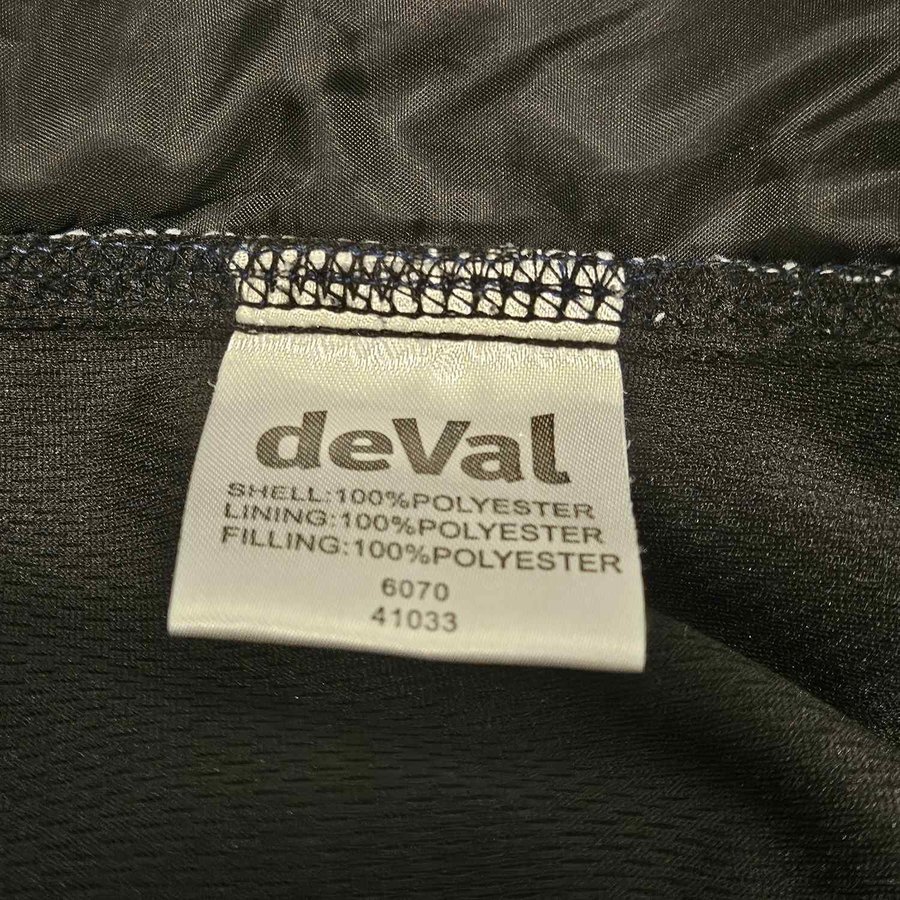 deVal
SHELL:100%POLYESTER
LINING:100%POLYESTER
FILLING:100%POLYESTER
6070
41033